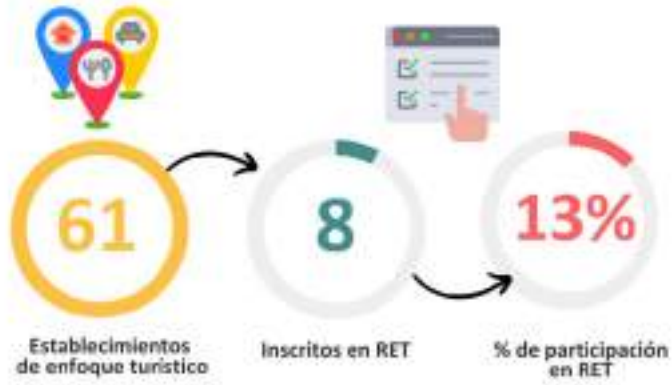 61
8
13%
Establecimientos
de enfoque turístico
Inscritos en RET
% de participación
en RET